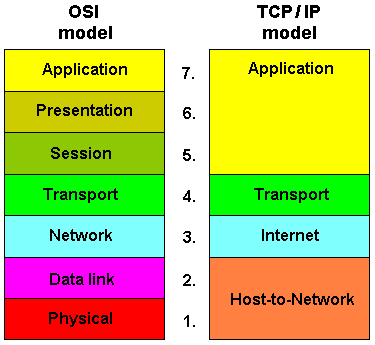 OSI
model
TCP / IP
model
Application
7.
Application
Presentation
6.
Session
5.
Transport
4.
Transport
Network
3.
Internet
Data link
2.
Host-to-Network
Physical
1.